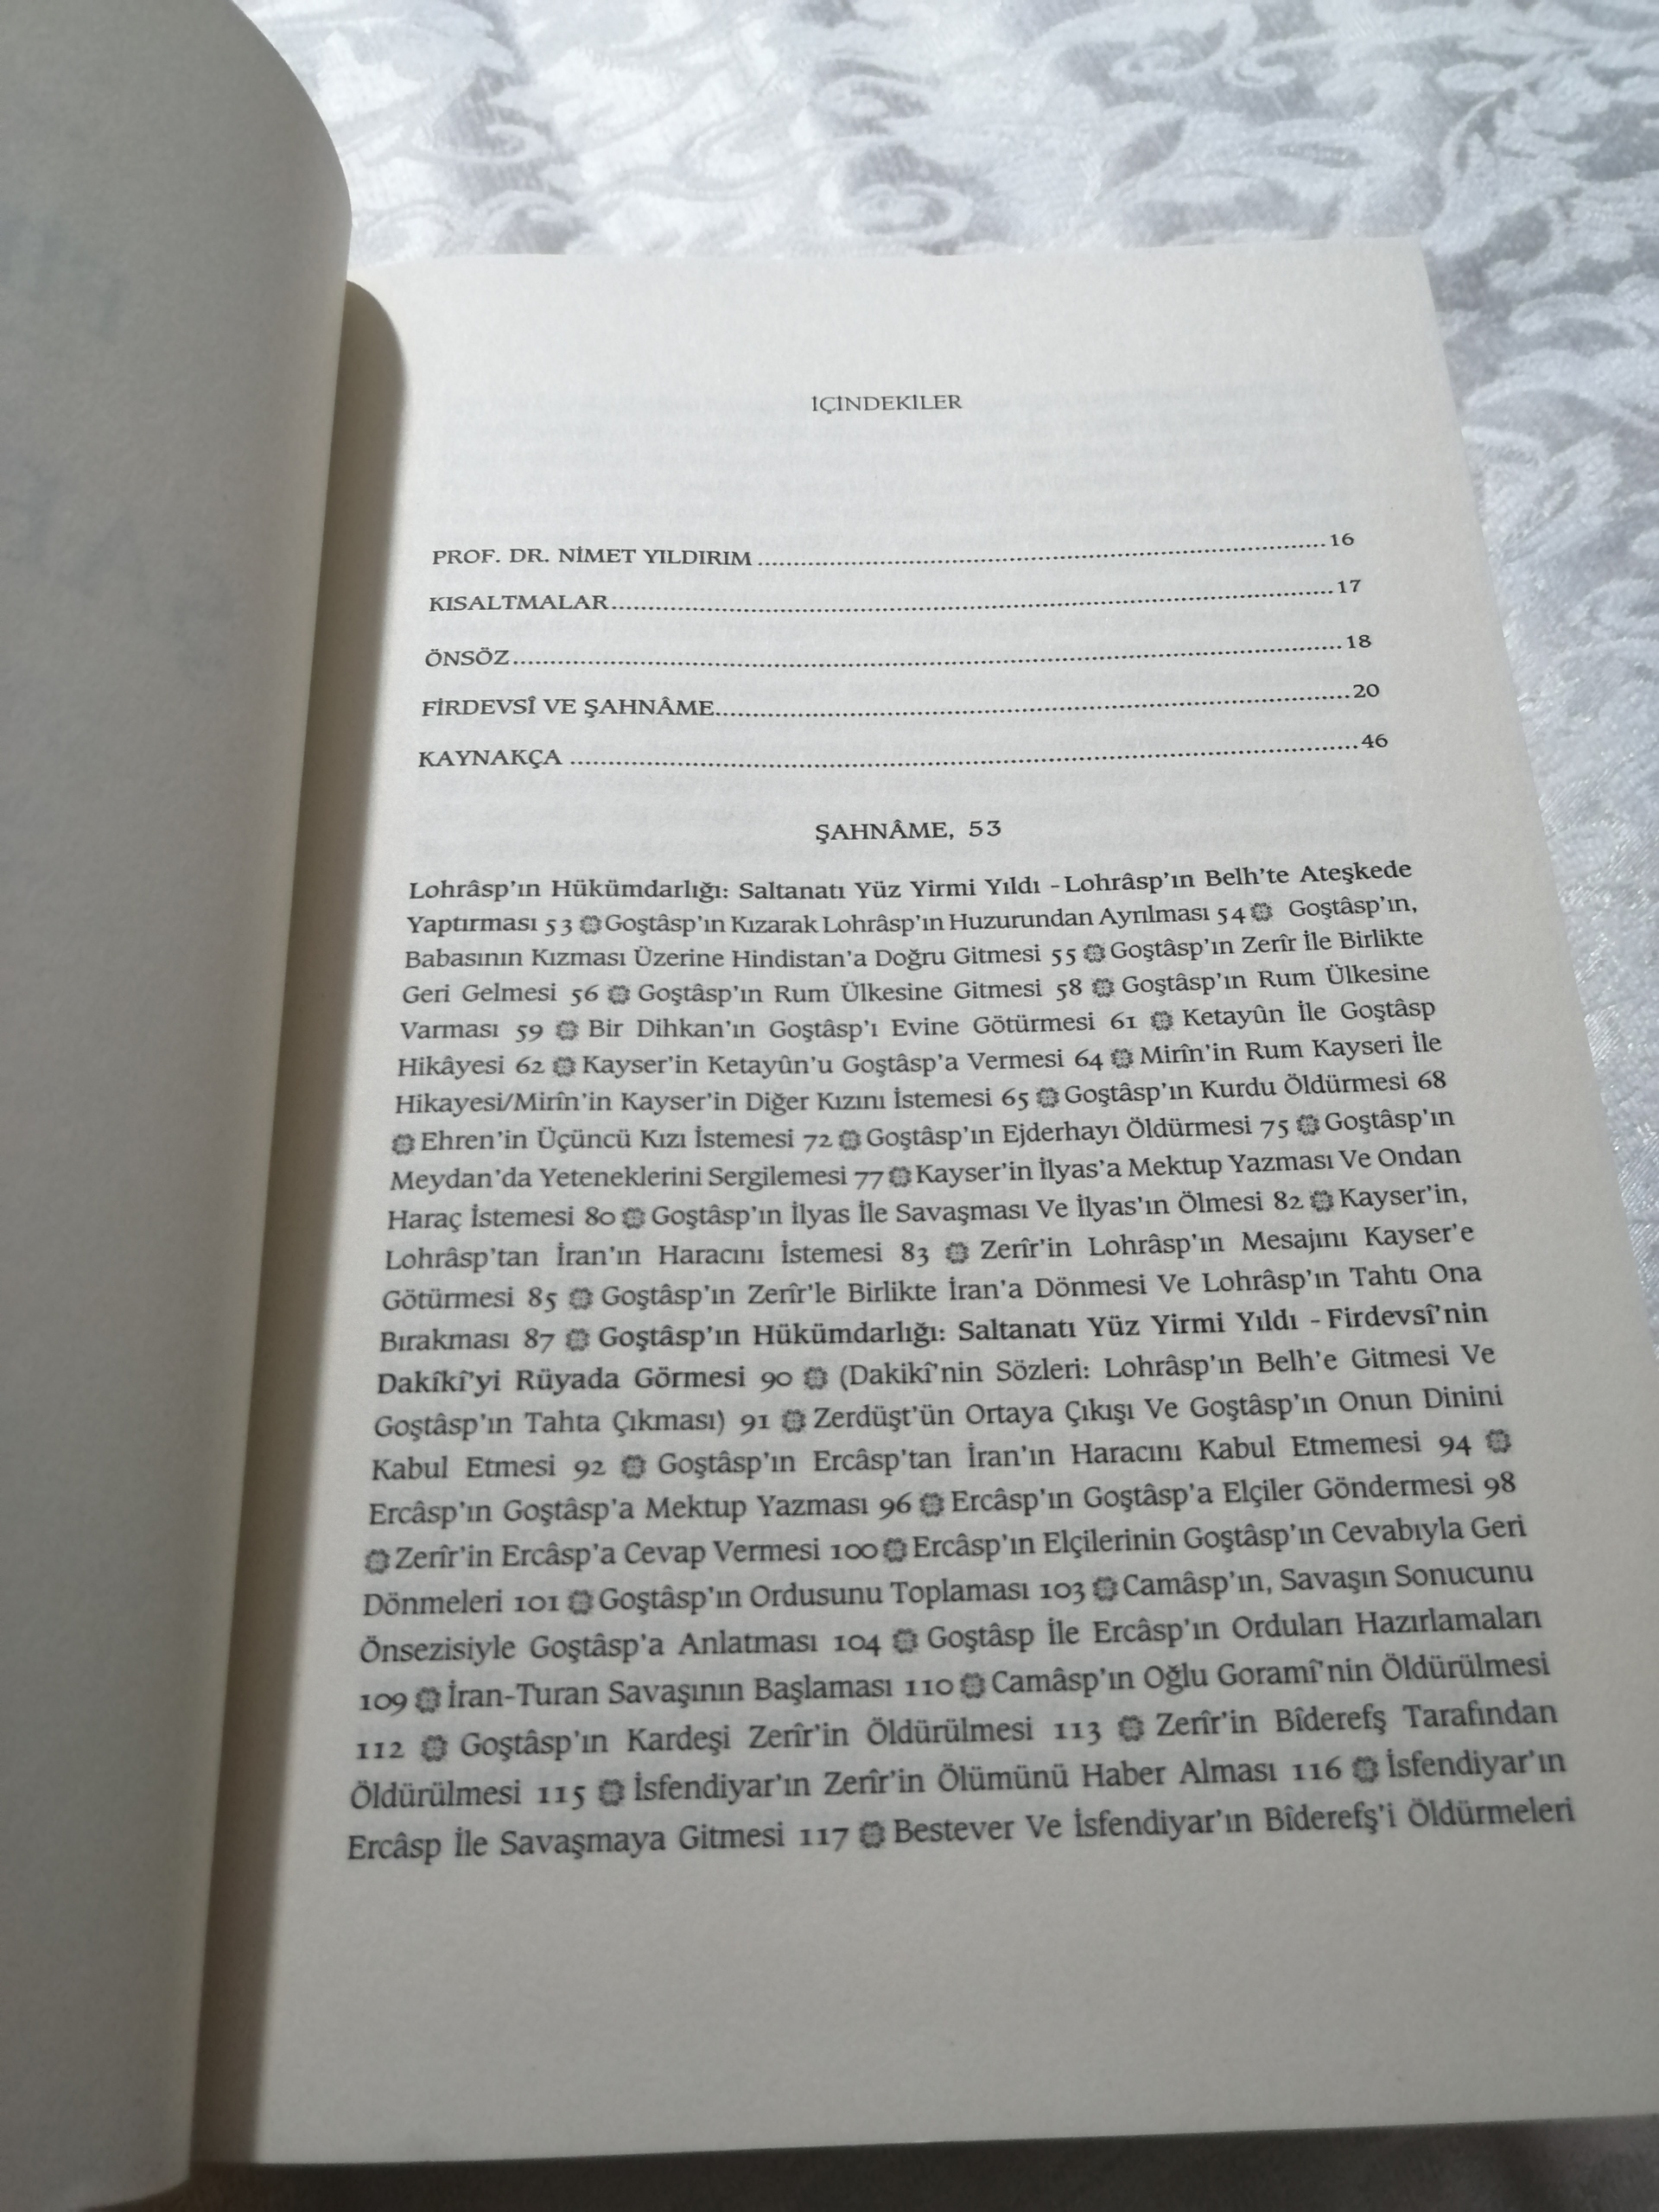 İÇİNDEKİLER
PROF. DR. NİMET YILDIRIM ....................16
KISALTMALAR....................17
ÖNSÖZ....................18
FİRDEVSÎ VE ŞAHNÂME....................20
KAYNAKÇA ....................46
ŞAHNÂME, 53
Lohrâsp'ın Hükümdarlığı: Saltanatı Yüz Yirmi Yıldı - Lohrâsp'ın Belh'te Ateşkede
Yaptırması 53 Goştâsp'ın Kızarak Lohrâsp'ın Huzurundan Ayrılması 54 Goştâsp'ın,
Babasının Kızması Üzerine Hindistan'a Doğru Gitmesi 55 Goştâsp'ın Zerîr İle Birlikte
Geri Gelmesi 56 Goştâsp'ın Rum Ülkesine Gitmesi 58 Goştâsp'ın Rum Ülkesine
Varması 59 Bir Dihkan'ın Goştâsp'ı Evine Götürmesi 61 Ketayûn İle Goştâsp
Hikâyesi 62 Kayser'in Ketayûn'u Goştâsp'a Vermesi 64 Mirîn'in Rum Kayseri İle
Hikayesi/Mirîn'in Kayser'in Diğer Kızını İstemesi 65 Goştâsp'ın Kurdu Öldürmesi 68
Ehren'in Üçüncü Kızı İstemesi 72 Goştâsp'ın Ejderhayı Öldürmesi 75 Goştâsp'ın
Meydan'da Yeteneklerini Sergilemesi 77 Kayser'in İlyas'a Mektup Yazması Ve Ondan
Haraç İstemesi 80 Goştâsp'ın İlyas İle Savaşması Ve İlyas'ın Ölmesi 82 Kayser'in,
Lohrâsp'tan İran'ın Haracını İstemesi 83 Zerîr'in Lohrâsp'ın Mesajını Kayser'e
Götürmesi 85 Goştâsp'ın Zerîr'le Birlikte İran'a Dönmesi Ve Lohrâsp'ın Tahtı Ona
Bırakması 87 Goştâsp'ın Hükümdarlığı: Saltanatı Yüz Yirmi Yıldı - Firdevsî'nin
Dakîkî'yi Rüyada Görmesi 90 (Dakikî'nin Sözleri: Lohrâsp'ın Belh'e Gitmesi Ve
Goştâsp'ın Tahta Çıkması) 91 Zerdüşt'ün Ortaya Çıkışı Ve Goştâsp'ın Onun Dinini
Kabul Etmesi 92 Goştâsp'ın Ercâsp'tan İran'ın Haracını Kabul Etmemesi 94
Ercâsp'ın Goştâsp'a Mektup Yazması 96 Ercâsp'ın Goştâsp'a Elçiler Göndermesi 98
Zerîr'in Ercâsp'a Cevap Vermesi 100 Ercâsp'ın Elçilerinin Goştâsp'ın Cevabıyla Geri
Dönmeleri 101 Goştâsp'ın Ordusunu Toplaması 103 Camâsp'ın, Savaşın Sonucunu
Önsezisiyle Goştâsp'a Anlatması 104 Goştâsp İle Ercâsp'ın Orduları Hazırlamaları
109 İran-Turan Savaşının Başlaması 110 Camâsp'ın Oğlu Goramî'nin Öldürülmesi
112 Goştâsp'ın Kardeşi Zerîr'in Öldürülmesi 113 Zerîr'in Bîderefş Tarafından
Öldürülmesi 115 İsfendiyar'ın Zerîr'in Ölümünü Haber Alması 116 İsfendiyar'ın
Ercâsp İle Savaşmaya Gitmesi 117 Bestever Ve İsfendiyar'ın Bîderefş'i Öldürmeleri